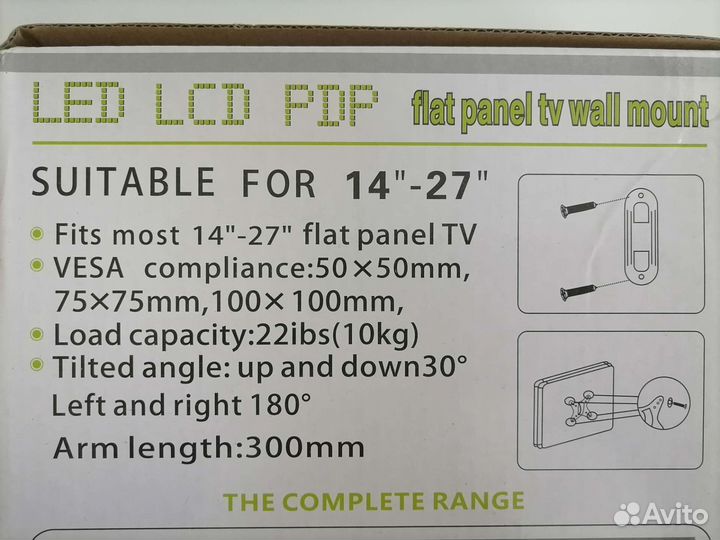 LED LCD PDP flat panel tv wall mount
SUITABLE FOR 14"-27"
Fits most 14"-27" flat panel TV
VESA compliance:50×50mm,
75×75mm,100×100mm,
Load capacity:22ibs(10kg)
Tilted angle: up and down30°
Left and right 180°
Arm length:300mm
THE COMPLETE RANGE
Avito